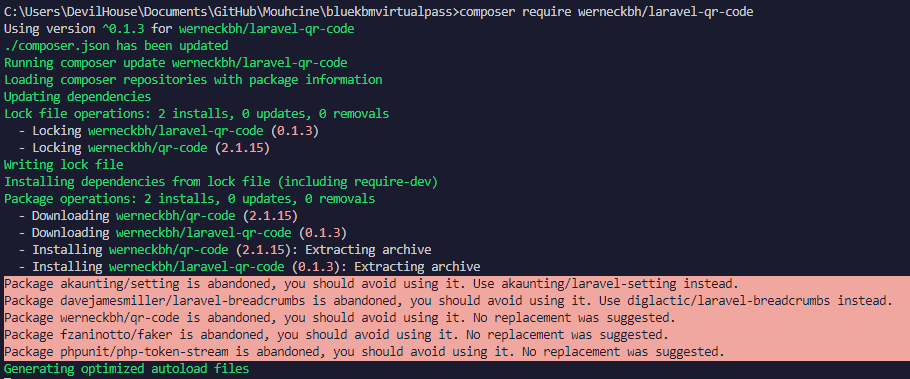 C:\Users\DevilHouse\Documents\GitHub\Mouhcine\bluekbmvirtualpass>composer require werneckbh/laravel-qr-code
Using version ^0.1.3 for werneckbh/laravel-qr-code
./composer.json has been updated
Running composer update werneckbh/laravel-qr-code
Loading composer repositories with package information
Updating dependencies
Lock file operations: 2 installs, 0 updates, 0 removals
  - Locking werneckbh/laravel-qr-code (0.1.3)
  - Locking werneckbh/qr-code (2.1.15)
Writing lock file
Installing dependencies from lock file (including require-dev)
Package operations: 2 installs, 0 updates, 0 removals
  - Downloading werneckbh/qr-code (2.1.15)
  - Downloading werneckbh/laravel-qr-code (0.1.3)
  - Installing werneckbh/qr-code (2.1.15): Extracting archive
  - Installing werneckbh/laravel-qr-code (0.1.3): Extracting archive
Package akaunting/setting is abandoned, you should avoid using it. Use akaunting/laravel-setting instead.
Package davejamesmiller/laravel-breadcrumbs is abandoned, you should avoid using it. Use diglactic/laravel-breadcrumbs instead.
Package werneckbh/qr-code is abandoned, you should avoid using it. No replacement was suggested.
Package fzaninotto/faker is abandoned, you should avoid using it. No replacement was suggested.
Package phpunit/php-token-stream is abandoned, you should avoid using it. No replacement was suggested.
Generating optimized autoload files